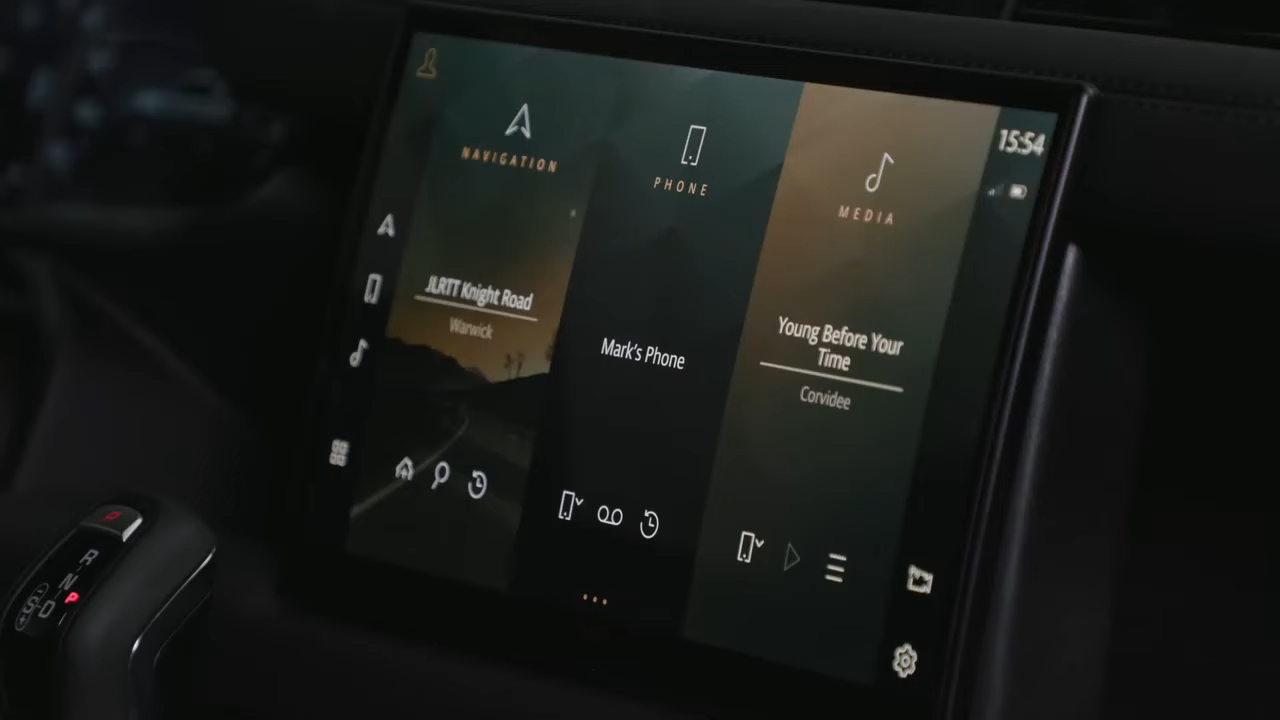 NAVIGATION
PHONE
MEDIA
15:54
JLRTT Knight Road
Warwick
Mark's Phone
Young Before Your
Time
Corvidee
P
R
N
D
P
S